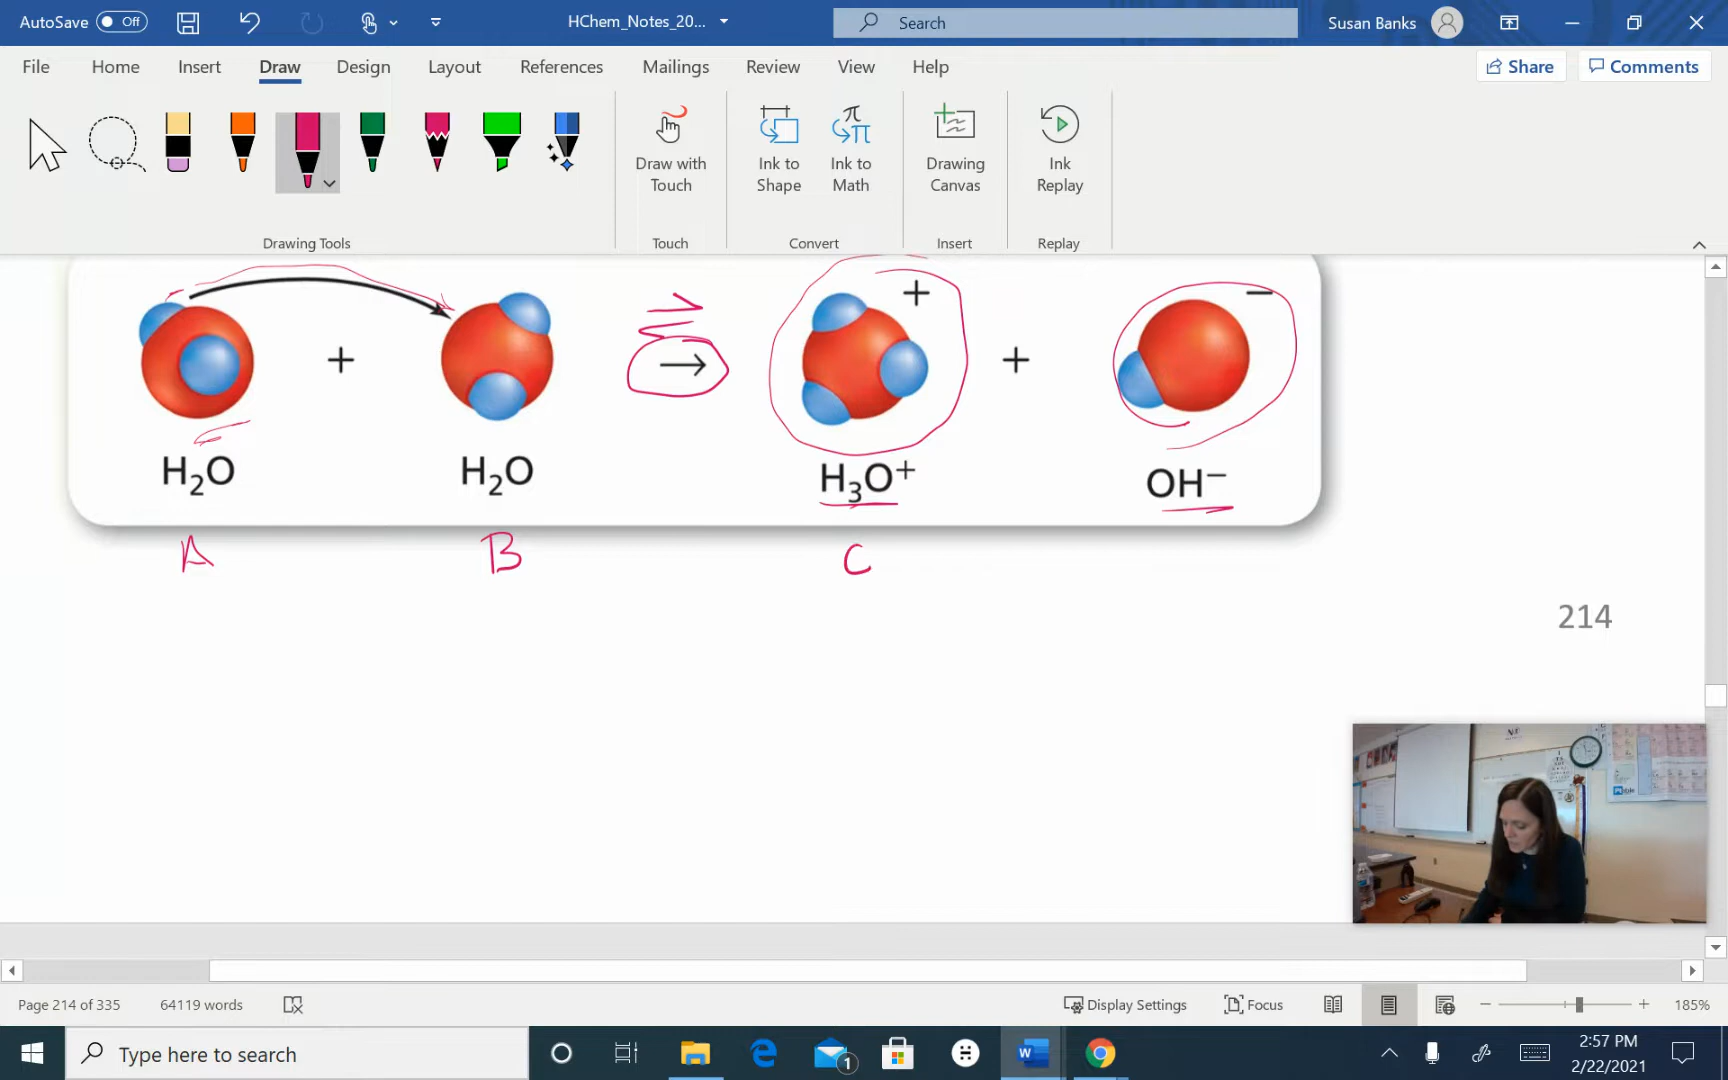 AutoSave Off HChem_Notes_20... Search Susan Banks
File Home Insert Draw Design Layout References Mailings Review View Help Share Comments
Draw with Touch
Ink to Shape
Ink to Math
Drawing Canvas
Ink Replay
Drawing Tools Touch Convert Insert Replay
+ → + + −
H₂O H₂O H₃O⁺ OH⁻
A B C
214
Page 214 of 335 64119 words Display Settings Focus 185%
Type here to search 1 2:57 PM
2/22/2021